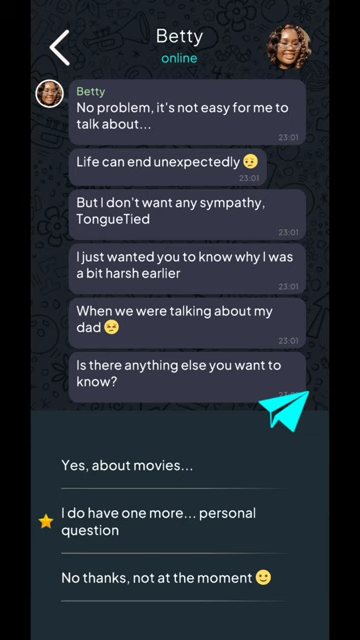 Betty
online
Betty
No problem, it's not easy for me to
talk about...
23:01
Life can end unexpectedly 😥
23:01
But I don't want any sympathy,
TongueTied
23:01
I just wanted you to know why I was
a bit harsh earlier
23:01
When we were talking about my
dad 🥺
23:01
Is there anything else you want to
know?
23:01
Yes, about movies...
I do have one more... personal
question
No thanks, not at the moment 🙂